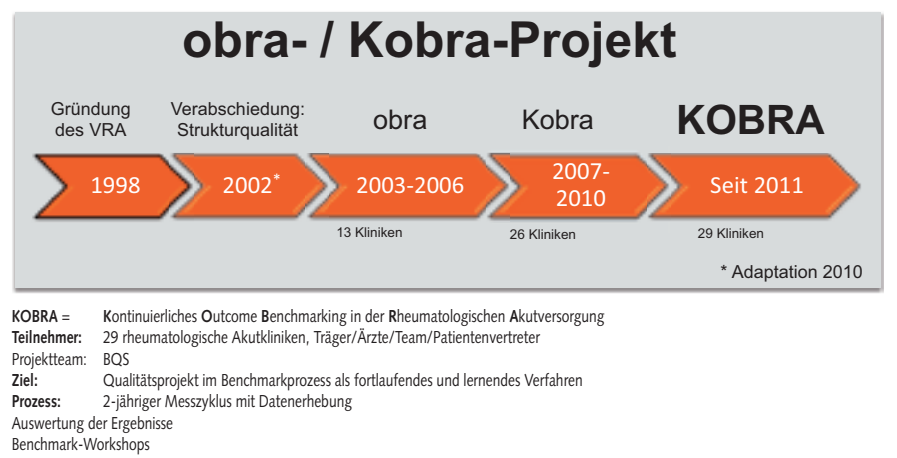 obra- / Kobra-Projekt
Gründung
des VRA
Verabschiedung:
Strukturqualität
obra
Kobra
KOBRA
1998
2002*
2003-2006
2007-
2010
Seit 2011
13 Kliniken
26 Kliniken
29 Kliniken
* Adaptation 2010
KOBRA = Kontinuierliches Outcome Benchmarking in der Rheumatologischen Akutversorgung
Teilnehmer: 29 rheumatologische Akutkliniken, Träger/Ärzte/Team/Patientenvertreter
Projektteam: BQS
Ziel: Qualitätsprojekt im Benchmarkprozess als fortlaufendes und lernendes Verfahren
Prozess: 2-jähriger Messzyklus mit Datenerhebung
Auswertung der Ergebnisse
Benchmark-Workshops